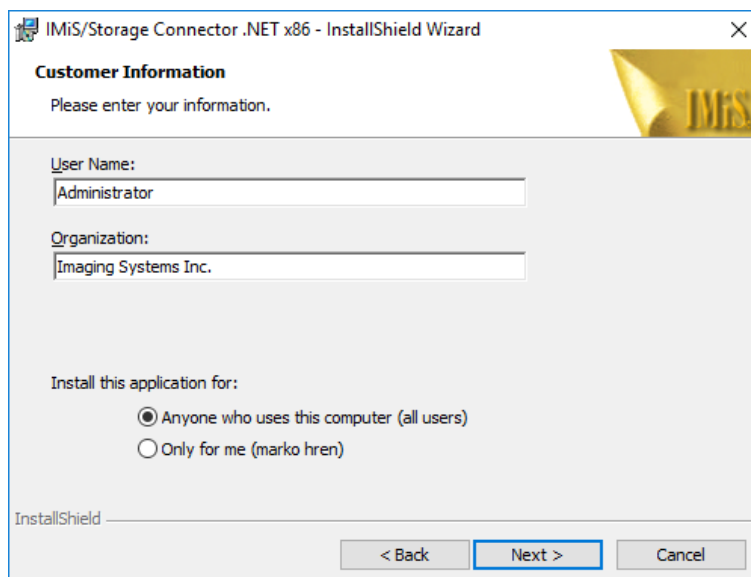 IMiS/Storage Connector .NET x86 - InstallShield Wizard
Customer Information
Please enter your information.
IMiS
User Name:
Administrator
Organization:
Imaging Systems Inc.
Install this application for:
Anyone who uses this computer (all users)
Only for me (marko hren)
InstallShield
< Back
Next >
Cancel